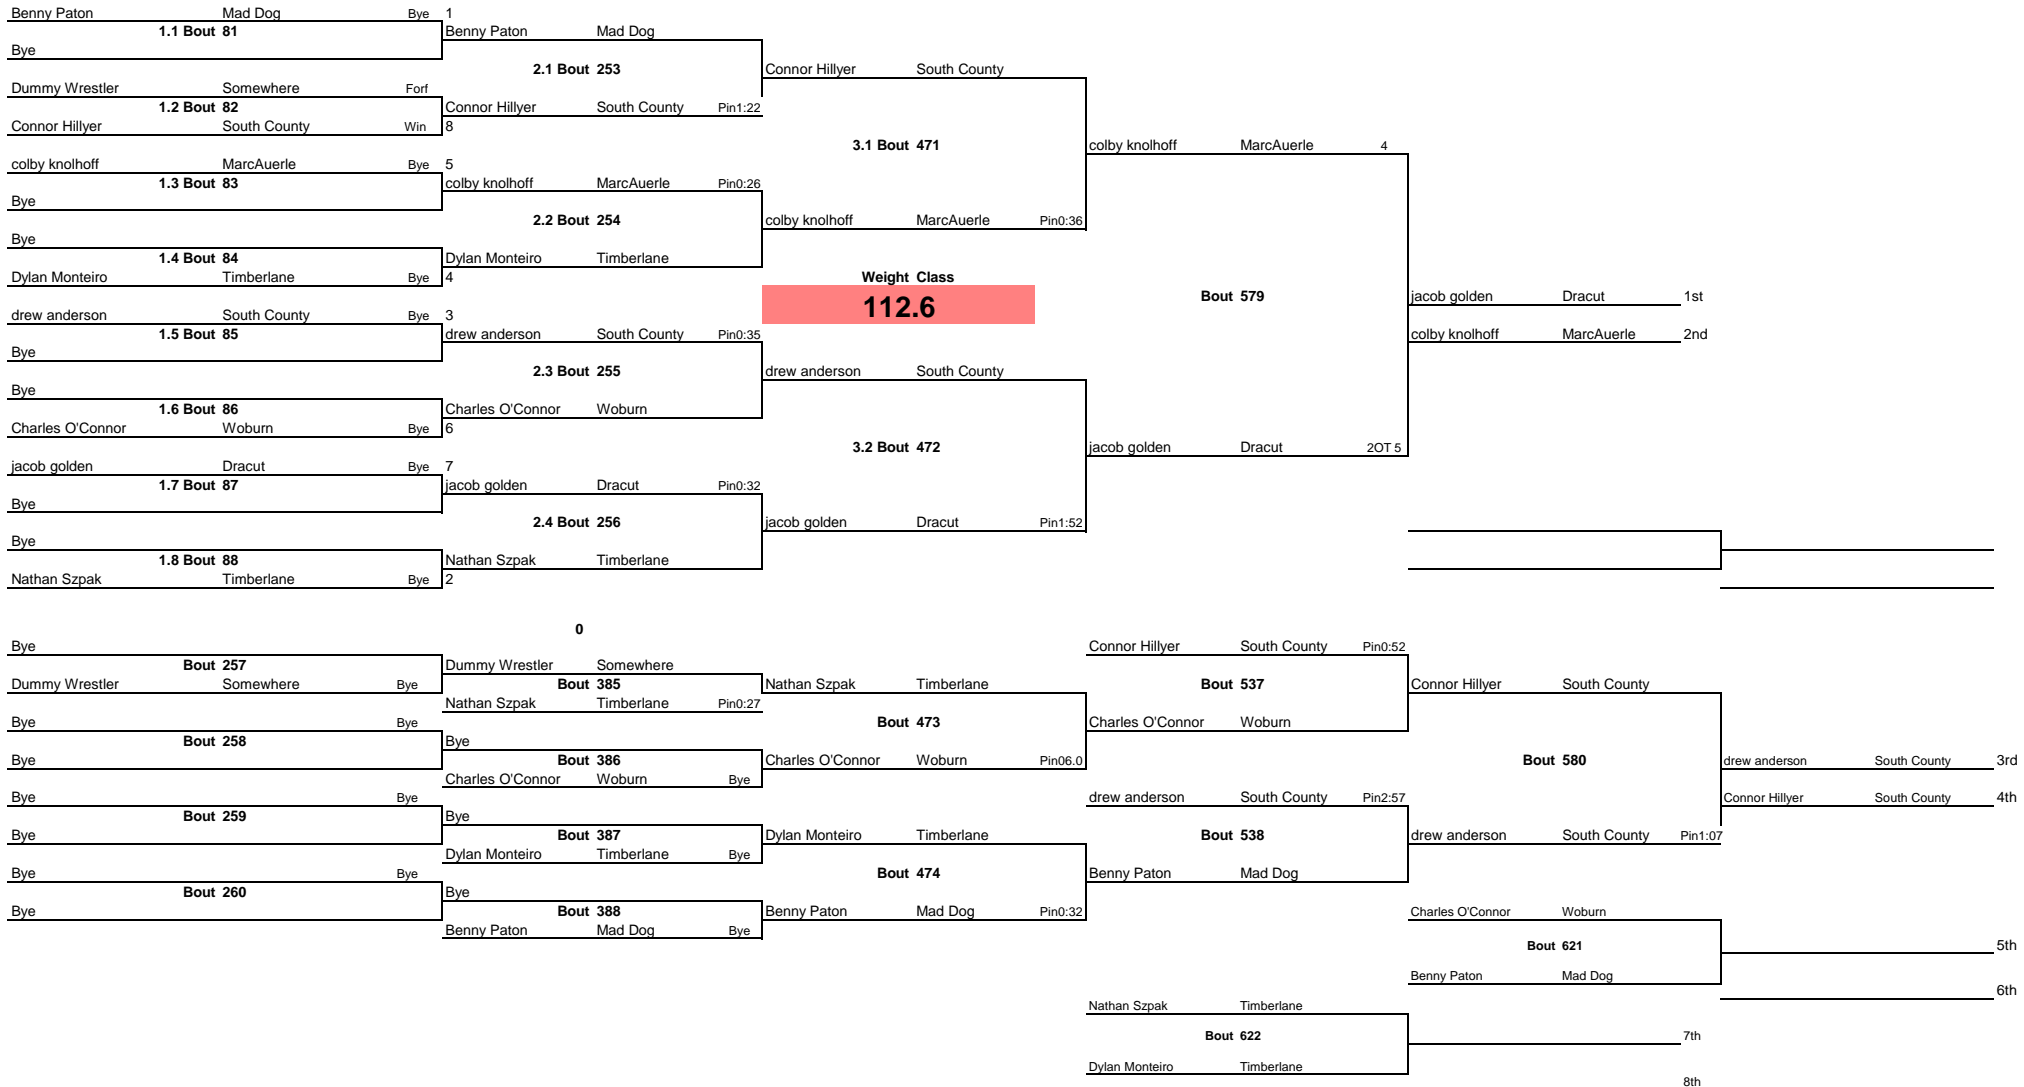 Benny Paton Mad Dog Bye 1
1.1 Bout 81 Benny Paton Mad Dog
Bye
2.1 Bout 253 Connor Hillyer South County
Dummy Wrestler Somewhere Forf
1.2 Bout 82 Connor Hillyer South County Pin1:22
Connor Hillyer South County Win 8
3.1 Bout 471 colby knolhoff MarcAuerle 4
colby knolhoff MarcAuerle Bye 5
1.3 Bout 83 colby knolhoff MarcAuerle Pin0:26
Bye
2.2 Bout 254 colby knolhoff MarcAuerle Pin0:36
Bye
1.4 Bout 84 Dylan Monteiro Timberlane
Dylan Monteiro Timberlane Bye 4 Weight Class
112.6 Bout 579 jacob golden Dracut 1st
drew anderson South County Bye 3
1.5 Bout 85 drew anderson South County Pin0:35 colby knolhoff MarcAuerle 2nd
Bye
2.3 Bout 255 drew anderson South County
Bye
1.6 Bout 86 Charles O'Connor Woburn
Charles O'Connor Woburn Bye 6
3.2 Bout 472 jacob golden Dracut 2OT 5
jacob golden Dracut Bye 7
1.7 Bout 87 jacob golden Dracut Pin0:32
Bye
2.4 Bout 256 jacob golden Dracut Pin1:52
Bye
1.8 Bout 88 Nathan Szpak Timberlane
Nathan Szpak Timberlane Bye 2
0
Bye Connor Hillyer South County Pin0:52
Bout 257 Dummy Wrestler Somewhere
Dummy Wrestler Somewhere Bye Bout 385 Nathan Szpak Timberlane Bout 537 Connor Hillyer South County
Nathan Szpak Timberlane Pin0:27
Bye Bye Bout 473 Charles O'Connor Woburn
Bout 258 Bye
Bye Bout 386 Charles O'Connor Woburn Pin06.0 Bout 580 drew anderson South County 3rd
Charles O'Connor Woburn Bye
Bye Bye drew anderson South County Pin2:57 Connor Hillyer South County 4th
Bout 259 Bye
Bye Bout 387 Dylan Monteiro Timberlane Bout 538 drew anderson South County Pin1:07
Dylan Monteiro Timberlane Bye
Bye Bye Bout 474 Benny Paton Mad Dog
Bout 260 Bye
Bye Bout 388 Benny Paton Mad Dog Pin0:32 Charles O'Connor Woburn
Benny Paton Mad Dog Bye
Bout 621 5th
Benny Paton Mad Dog
6th
Nathan Szpak Timberlane
Bout 622 7th
Dylan Monteiro Timberlane
8th